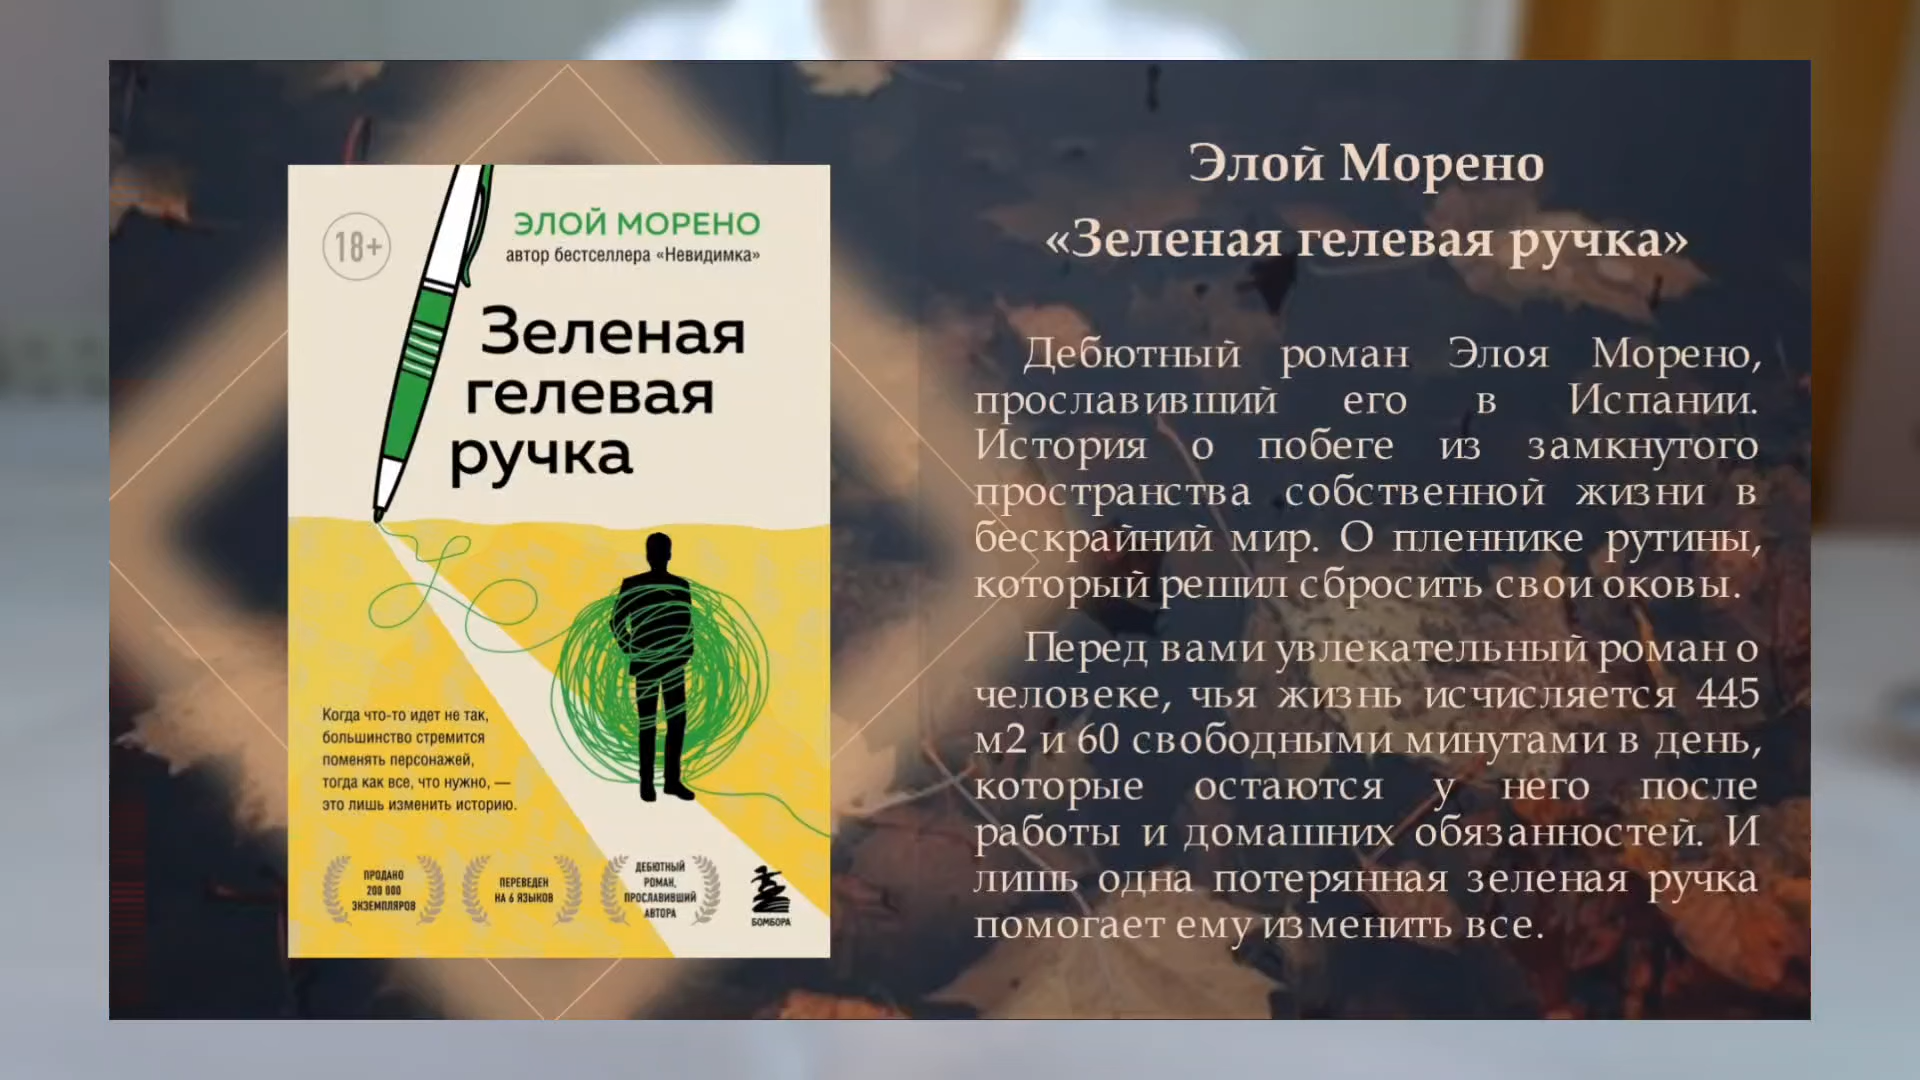 18+
ЭЛОЙ МОРЕНО
автор бестселлера «Невидимка»
Зеленая
гелевая
ручка
Когда что-то идет не так,
большинство стремится
поменять персонажей,
тогда как все, что нужно, —
это лишь изменить историю.
ПРОДАНО
200 000
ЭКЗЕМПЛЯРОВ
ПЕРЕВЕДЕН
НА 6 ЯЗЫКОВ
ДЕБЮТНЫЙ
РОМАН,
ПРОСЛАВИВШИЙ
АВТОРА
БОМБОРА
Элой Морено
«Зеленая гелевая ручка»
Дебютный роман Элоя Морено,
прославивший его в Испании.
История о побеге из замкнутого
пространства собственной жизни в
бескрайний мир. О пленнике рутины,
который решил сбросить свои оковы.
Перед вами увлекательный роман о
человеке, чья жизнь исчисляется 445
м2 и 60 свободными минутами в день,
которые остаются у него после
работы и домашних обязанностей. И
лишь одна потерянная зеленая ручка
помогает ему изменить все.